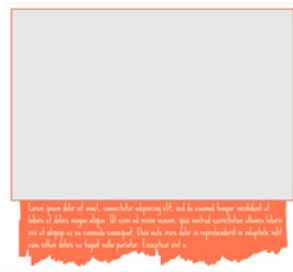 Lorem ipsum dolor sit amet, consectetur adipiscing elit, sed do eiusmod tempor incididunt ut
labore et dolore magna aliqua. Ut enim ad minim veniam, quis nostrud exercitation ullamco laboris
nisi ut aliquip ex ea commodo consequat. Duis aute irure dolor in reprehenderit in voluptate velit
esse cillum dolore eu fugiat nulla pariatur. Excepteur sint o.